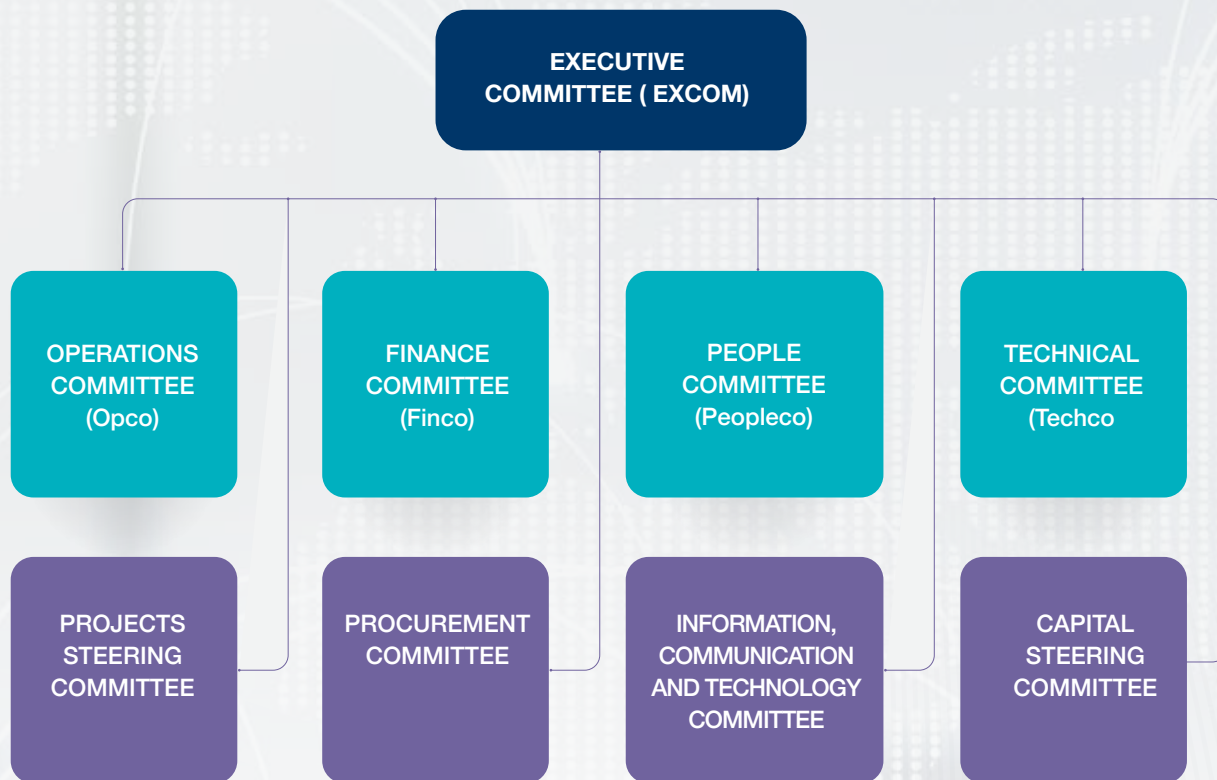 EXECUTIVE
COMMITTEE ( EXCOM)
OPERATIONS
COMMITTEE
(Opco)
FINANCE
COMMITTEE
(Finco)
PEOPLE
COMMITTEE
(Peopleco)
TECHNICAL
COMMITTEE
(Techco
PROJECTS
STEERING
COMMITTEE
PROCUREMENT
COMMITTEE
INFORMATION,
COMMUNICATION
AND TECHNOLOGY
COMMITTEE
CAPITAL
STEERING
COMMITTEE